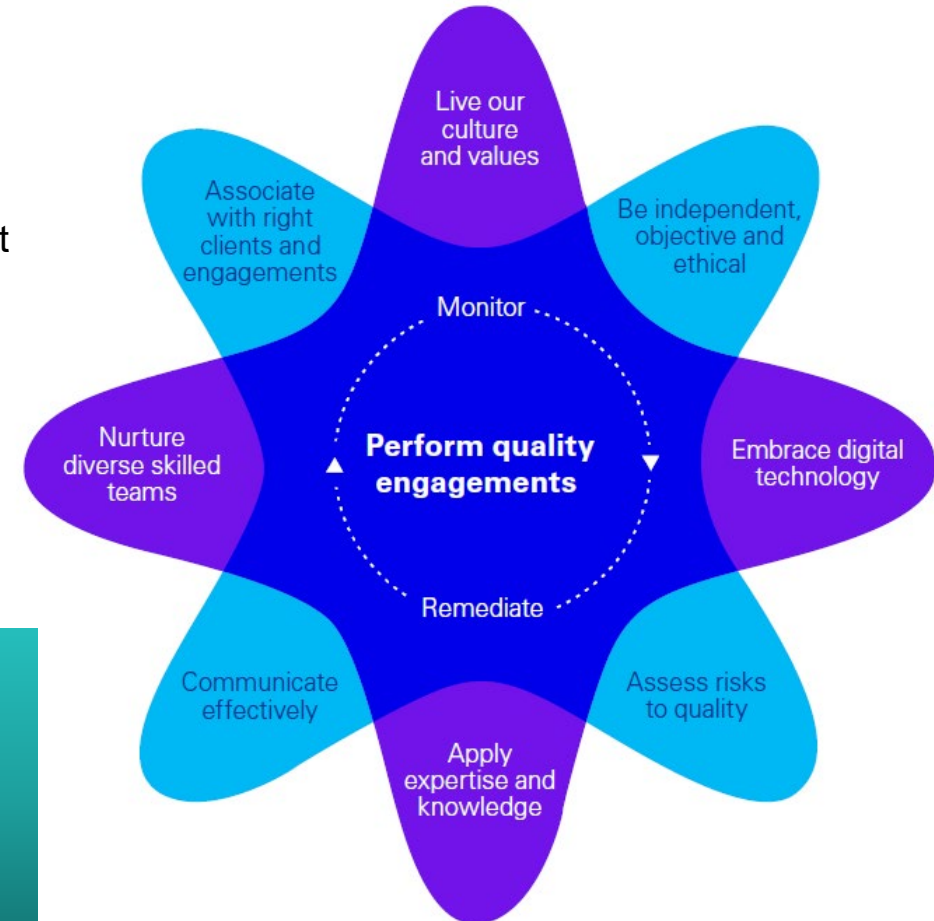 Live our
culture
and values
Associate
with right
clients and
engagements
Be independent,
objective and
ethical
t
Monitor
Nurture
diverse skilled
teams
Perform quality
engagements
Embrace digital
technology
Remediate
Communicate
effectively
Assess risks
to quality
Apply
expertise and
knowledge